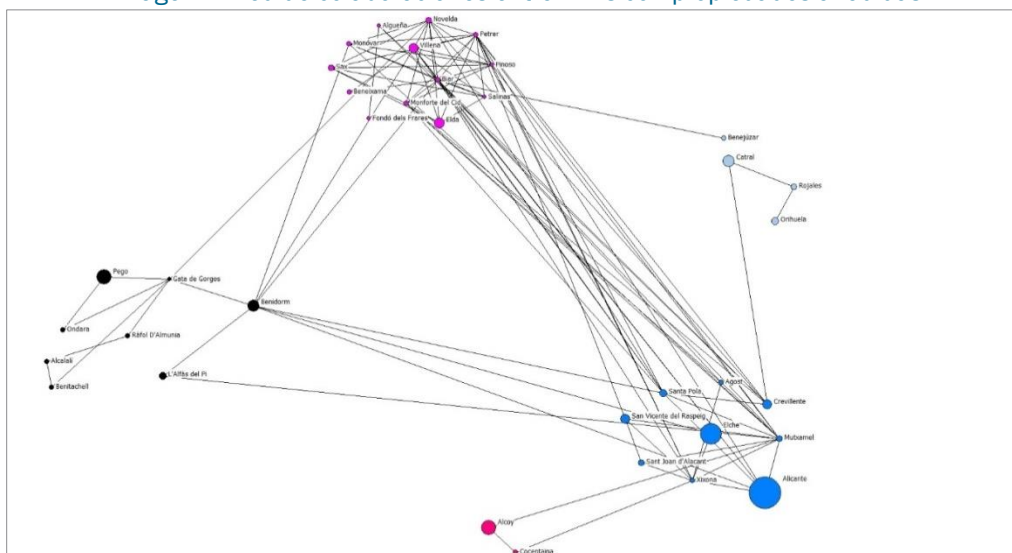 Novelda
Algueña
Petrer
Monóvar
Villena
Pinoso
Sax
Biar
Beneixama
Salinas
Monforte del Cid
Fondó dels Frares
Elda
Benejúzar
Catral
Rojales
Orihuela
Pego
Gata de Gorgos
Benidorm
Ondara
Ráfol D'Almunia
Alcalalí
L'Alfàs del Pi
Benitachell
Agost
Santa Pola
Crevillente
San Vicente del Raspeig
Elche
Mutxamel
Sant Joan d'Alacant
Xixona
Alicante
Alcoy
Cocentaina